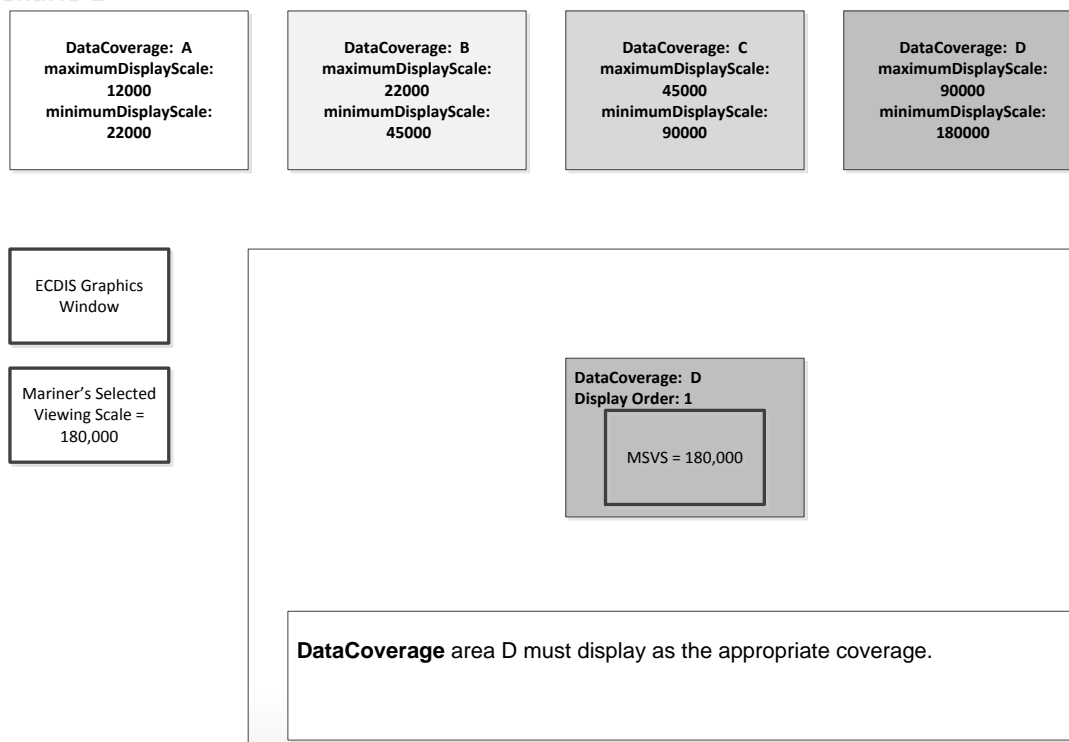 DataCoverage: A
maximumDisplayScale:
12000
minimumDisplayScale:
22000
DataCoverage: B
maximumDisplayScale:
22000
minimumDisplayScale:
45000
DataCoverage: C
maximumDisplayScale:
45000
minimumDisplayScale:
90000
DataCoverage: D
maximumDisplayScale:
90000
minimumDisplayScale:
180000
ECDIS Graphics
Window
Mariner's Selected
Viewing Scale =
180,000
DataCoverage: D
Display Order: 1
MSVS = 180,000
DataCoverage area D must display as the appropriate coverage.